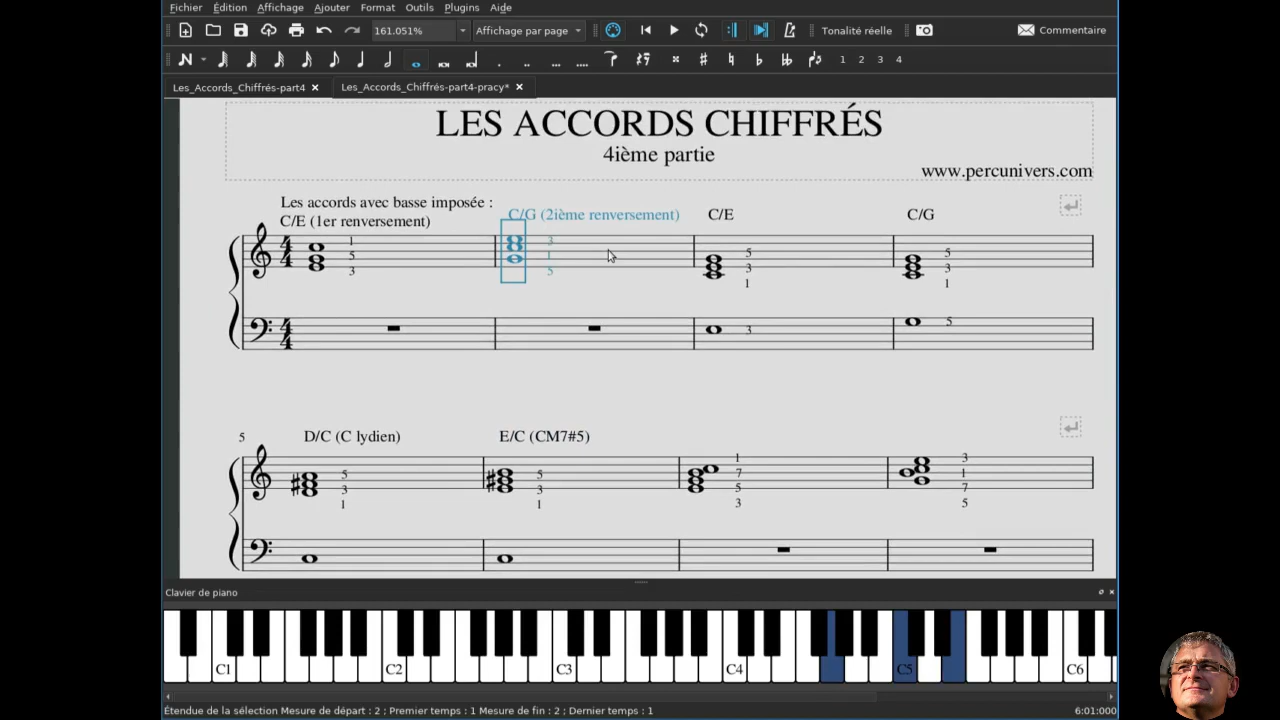 Fichier Édition Affichage Ajouter Format Outils Plugins Aide
161.051% Affichage par page Tonalité réelle Commentaire
1 2 3 4
Les_Accords_Chiffrés-part4 Les_Accords_Chiffrés-part4-pracy*
LES ACCORDS CHIFFRÉS
4ième partie
www.percunivers.com
Les accords avec basse imposée :
C/E (1er renversement) C/G (2ième renversement) C/E C/G
1 3 5 5
5 1 3 3
3 5 1 1
3 5
5 D/C (C lydien) E/C (CM7#5)
5 5 1 3
3 3 7 1
1 1 5 7
3 5
Clavier de piano
C1 C2 C3 C4 C5 C6
Étendue de la sélection Mesure de départ : 2 ; Premier temps : 1 Mesure de fin : 2 ; Dernier temps : 1 6:01:000